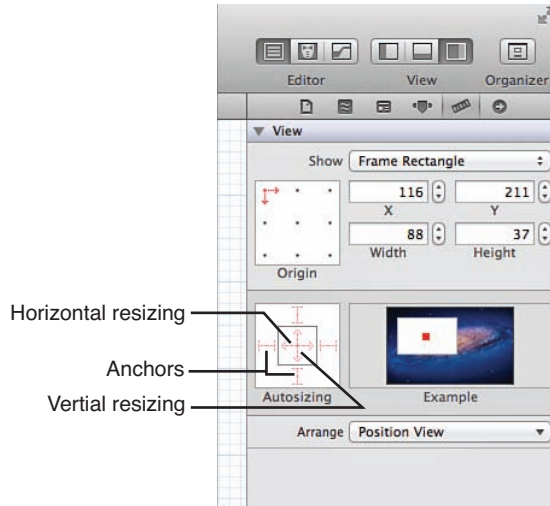 Editor View Organizer
View
Show Frame Rectangle
116 211
X Y
88 37
Width Height
Origin
Horizontal resizing
Anchors
Vertial resizing
Autosizing Example
Arrange Position View